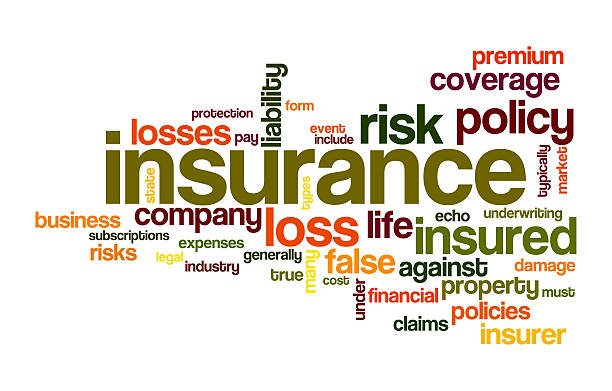 premium
coverage
liability
protection
form
losses
pay
event
include
risk
policy
typically
market
insurance
state
types
business
company
loss
life
echo
underwriting
insured
subscriptions
risks
expenses
legal
industry
generally
true
many
false
cost
against
damage
under
financial
property
must
claims
policies
insurer